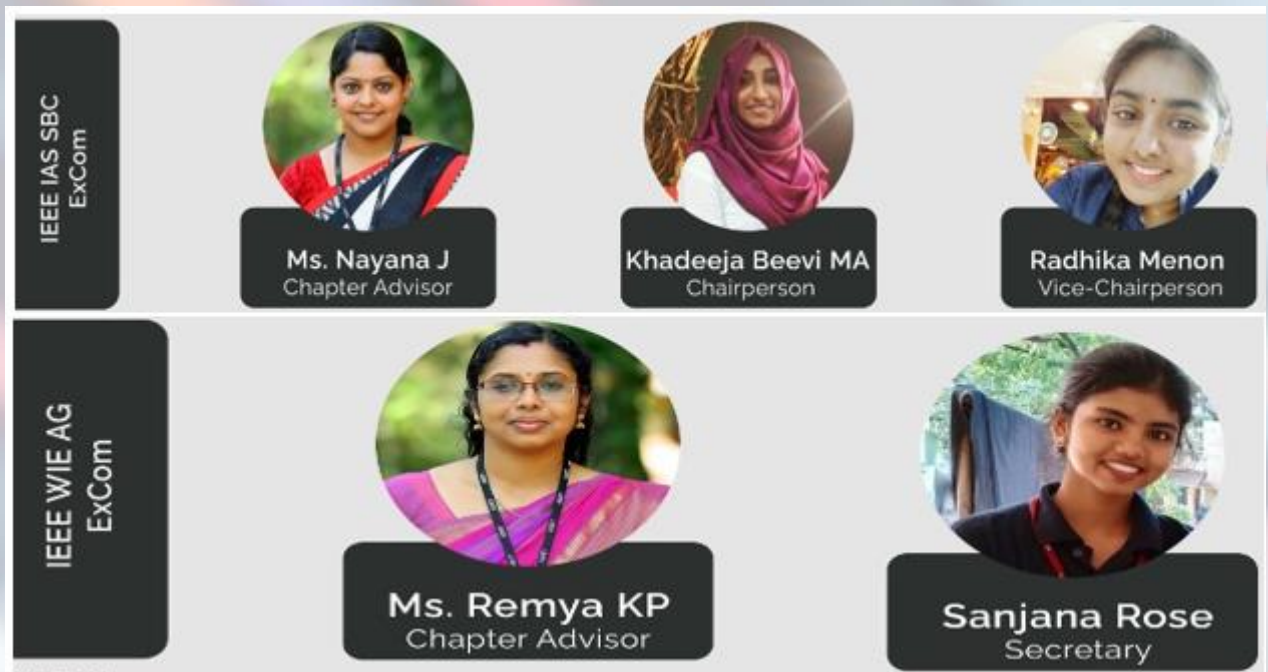 IEEE IAS SBC
ExCom
Ms. Nayana J
Chapter Advisor
Khadeeja Beevi MA
Chairperson
Radhika Menon
Vice-Chairperson
IEEE WIE AG
ExCom
Ms. Remya KP
Chapter Advisor
Sanjana Rose
Secretary